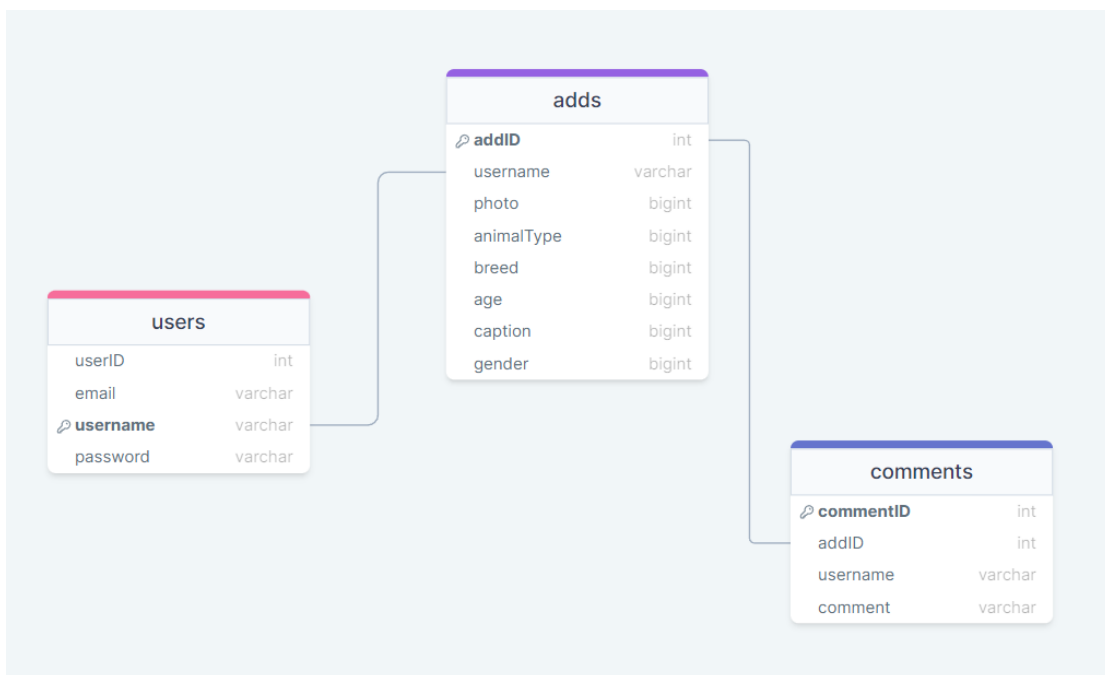 adds
addID int
username varchar
photo bigint
animalType bigint
breed bigint
age bigint
caption bigint
gender bigint
users
userID int
email varchar
username varchar
password varchar
comments
commentID int
addID int
username varchar
comment varchar